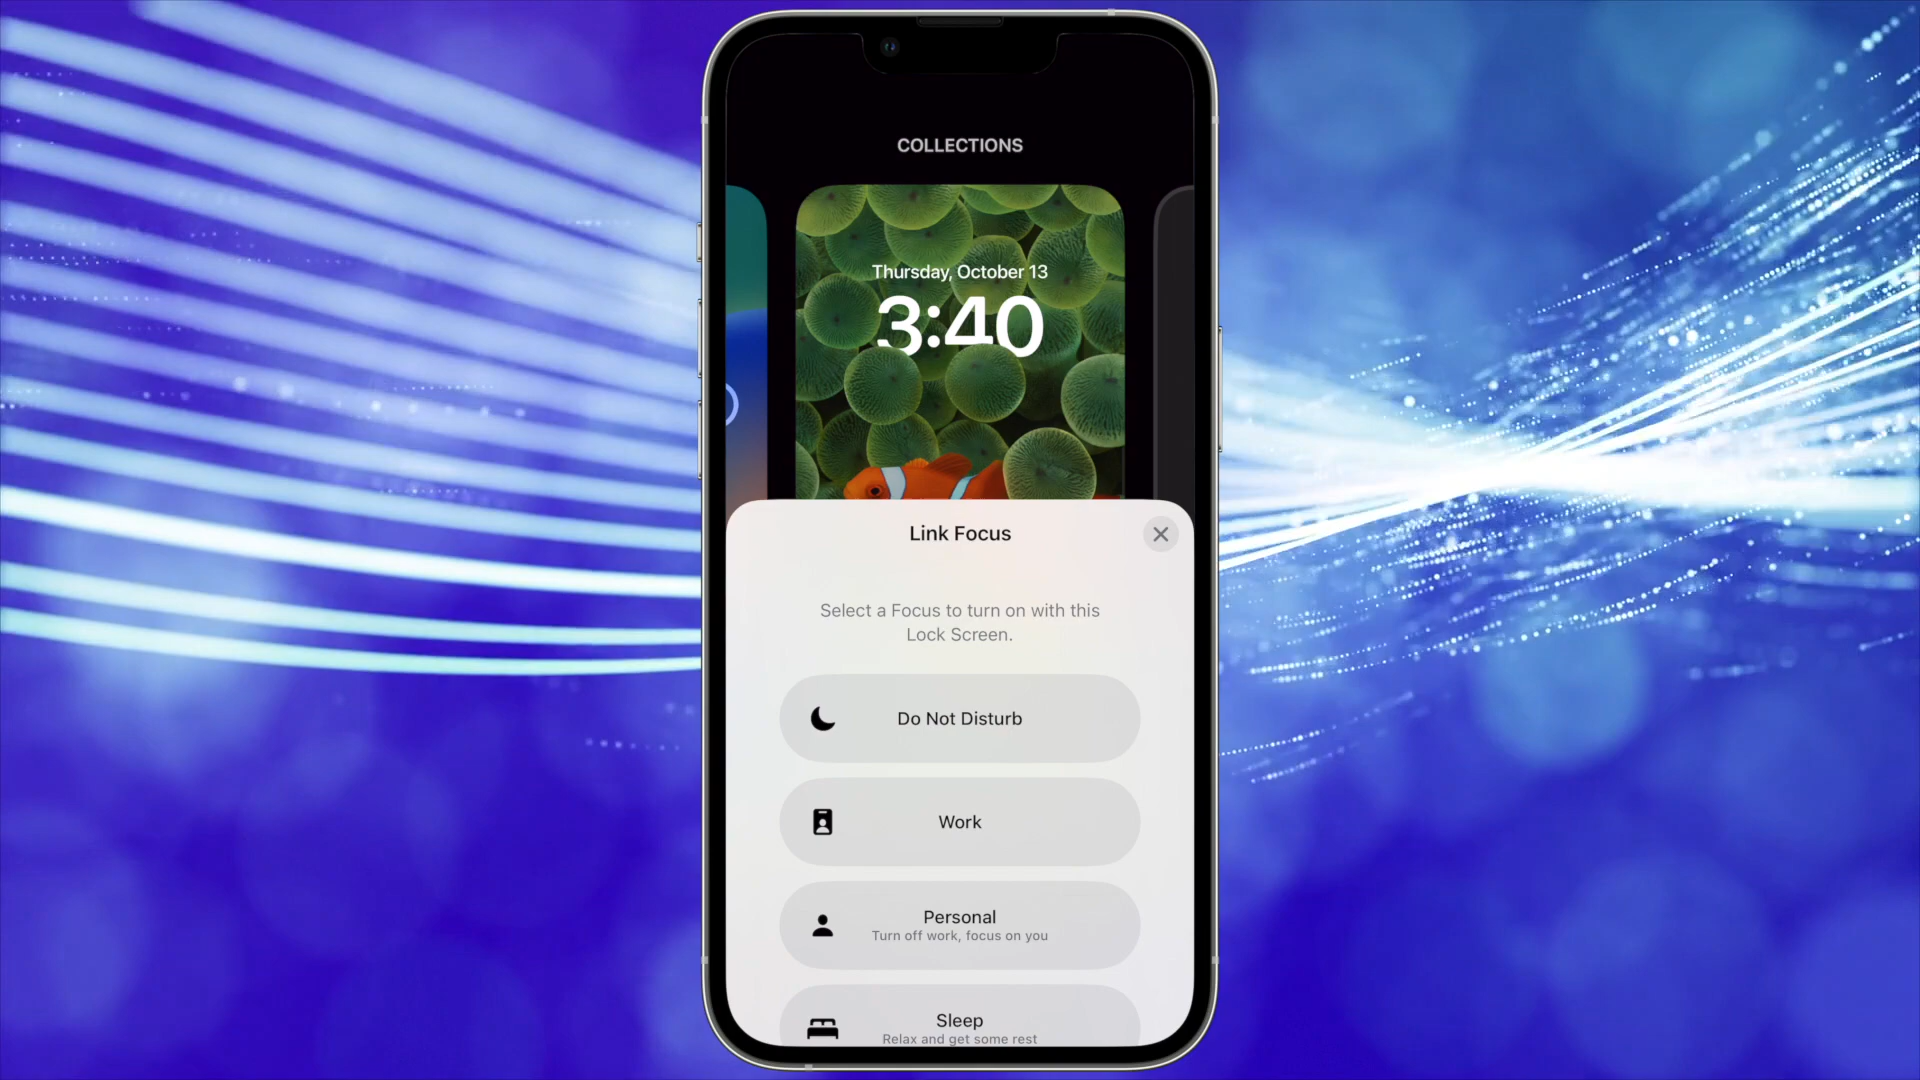 COLLECTIONS
Thursday, October 13
3:40
Link Focus
Select a Focus to turn on with this
Lock Screen.
Do Not Disturb
Work
Personal
Turn off work, focus on you
Sleep
Relax and get some rest